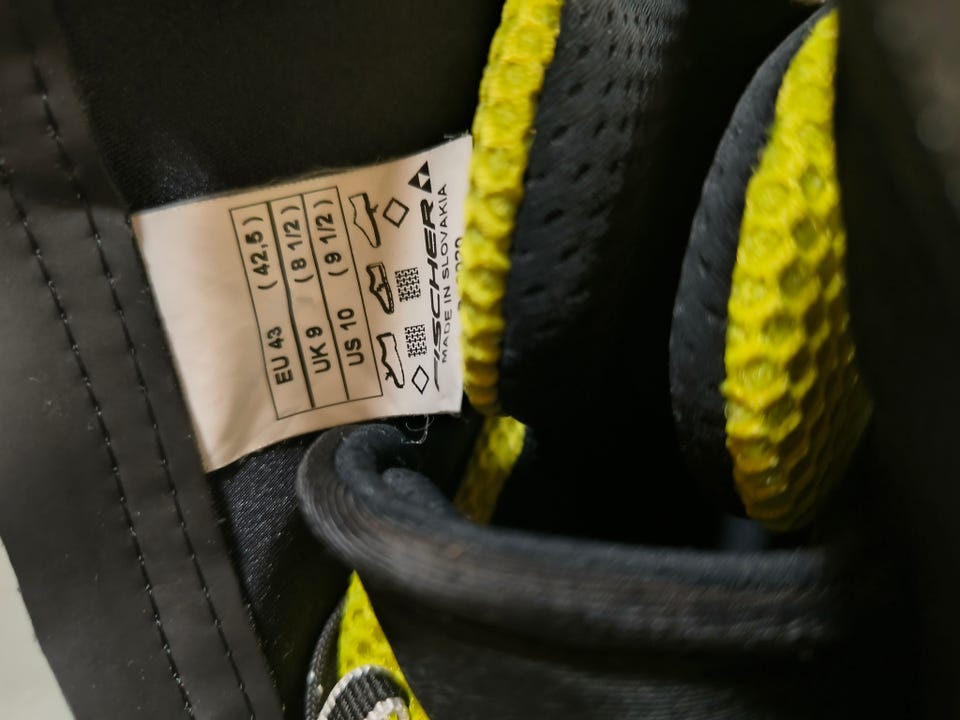 FISCHER
MADE IN SLOVAKIA
EU 43 ( 42,5 )
UK 9 ( 8 1/2 )
US 10 ( 9 1/2 )